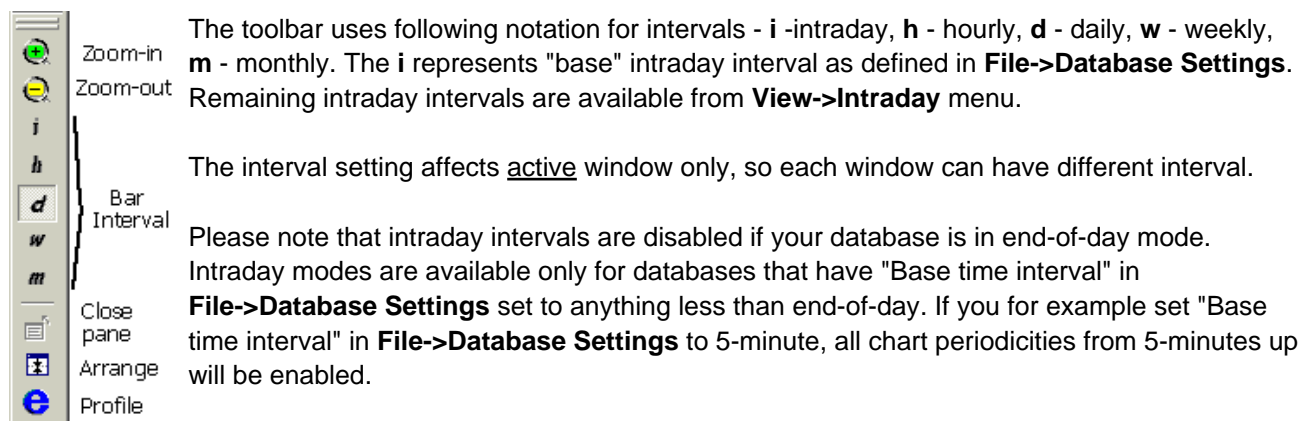 Zoom-in
Zoom-out
i
h
d
w
m
Bar
Interval
Close
pane
Arrange
e
Profile
The toolbar uses following notation for intervals - i -intraday, h - hourly, d - daily, w - weekly,
m - monthly. The i represents "base" intraday interval as defined in File->Database Settings.
Remaining intraday intervals are available from View->Intraday menu.
The interval setting affects active window only, so each window can have different interval.
Please note that intraday intervals are disabled if your database is in end-of-day mode.
Intraday modes are available only for databases that have "Base time interval" in
File->Database Settings set to anything less than end-of-day. If you for example set "Base
time interval" in File->Database Settings to 5-minute, all chart periodicities from 5-minutes up
will be enabled.